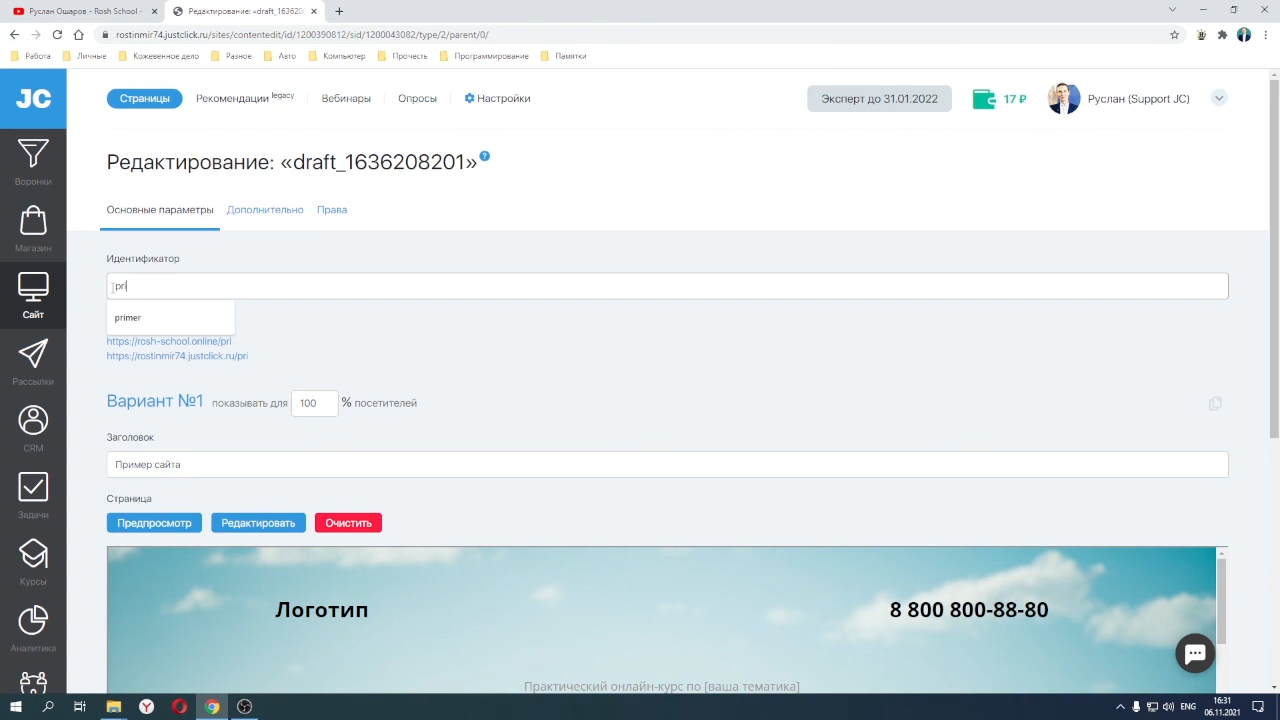 Руслан Ошаров - Rosh School -
Редактирование: «draft_163620
rostinmir74.justclick.ru/sites/contentedit/id/1200390812/sid/1200043082/type/2/parent/0/
Работа Личные Кожевенное дело Разное Авто Компьютер Прочесть Программирование Памятки
JC
Страницы Рекомендации legacy Вебинары Опросы Настройки Эксперт до 31.01.2022 17 ₽ Руслан (Support JC)
Воронки
Магазин
Сайт
Рассылки
CRM
Задачи
Курсы
Аналитика
Редактирование: «draft_1636208201» ?
Основные параметры Дополнительно Права
Идентификатор
pri
primer
https://rosh-school.online/pri
https://rostinmir74.justclick.ru/pri
Вариант №1 показывать для 100 % посетителей
Заголовок
Пример сайта
Страница
Предпросмотр Редактировать Очистить
Логотип 8 800 800-88-80
Практический онлайн-курс по [ваша тематика]
ENG 16:31
06.11.2021